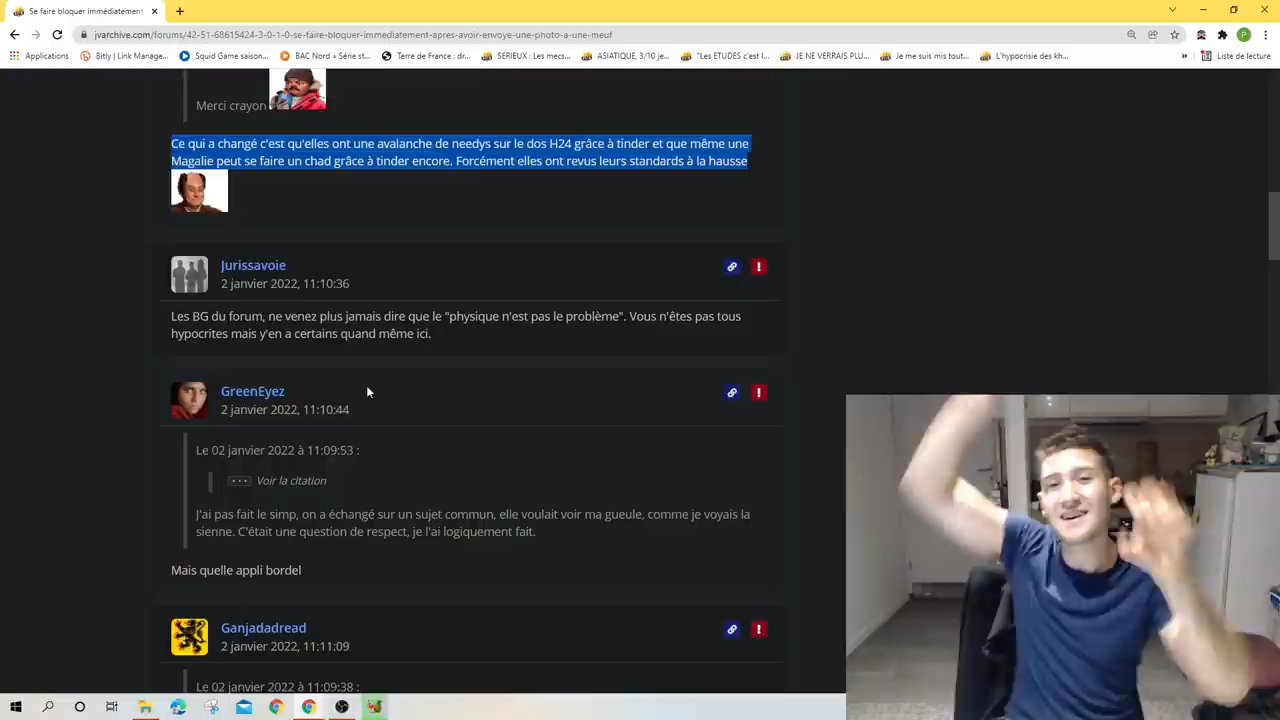 Se faire bloquer immédiatement
jvarchive.com/forums/42-51-68615424-3-0-1-0-se-faire-bloquer-immediatement-apres-avoir-envoye-une-photo-a-une-meuf
P
Applications
Bitly | Link Manage...
Squid Game saison...
BAC Nord » Série st...
Terre de France : dr...
SERIEUX : Les mecs...
ASIATIQUE, 3/10 je...
"Les ETUDES c'est l...
JE NE VERRAIS PLU...
Je me suis mis tout...
L'hypocrisie des kh...
»
Liste de lecture
Merci crayon
Ce qui a changé c'est qu'elles ont une avalanche de needys sur le dos H24 grâce à tinder et que même une
Magalie peut se faire un chad grâce à tinder encore. Forcément elles ont revus leurs standards à la hausse
Jurissavoie
2 janvier 2022, 11:10:36
Les BG du forum, ne venez plus jamais dire que le "physique n'est pas le problème". Vous n'êtes pas tous
hypocrites mais y'en a certains quand même ici.
GreenEyez
2 janvier 2022, 11:10:44
Le 02 janvier 2022 à 11:09:53 :
Voir la citation
J'ai pas fait le simp, on a échangé sur un sujet commun, elle voulait voir ma gueule, comme je voyais la
sienne. C'était une question de respect, je l'ai logiquement fait.
Mais quelle appli bordel
Ganjadadread
2 janvier 2022, 11:11:09
Le 02 janvier 2022 à 11:09:38 :